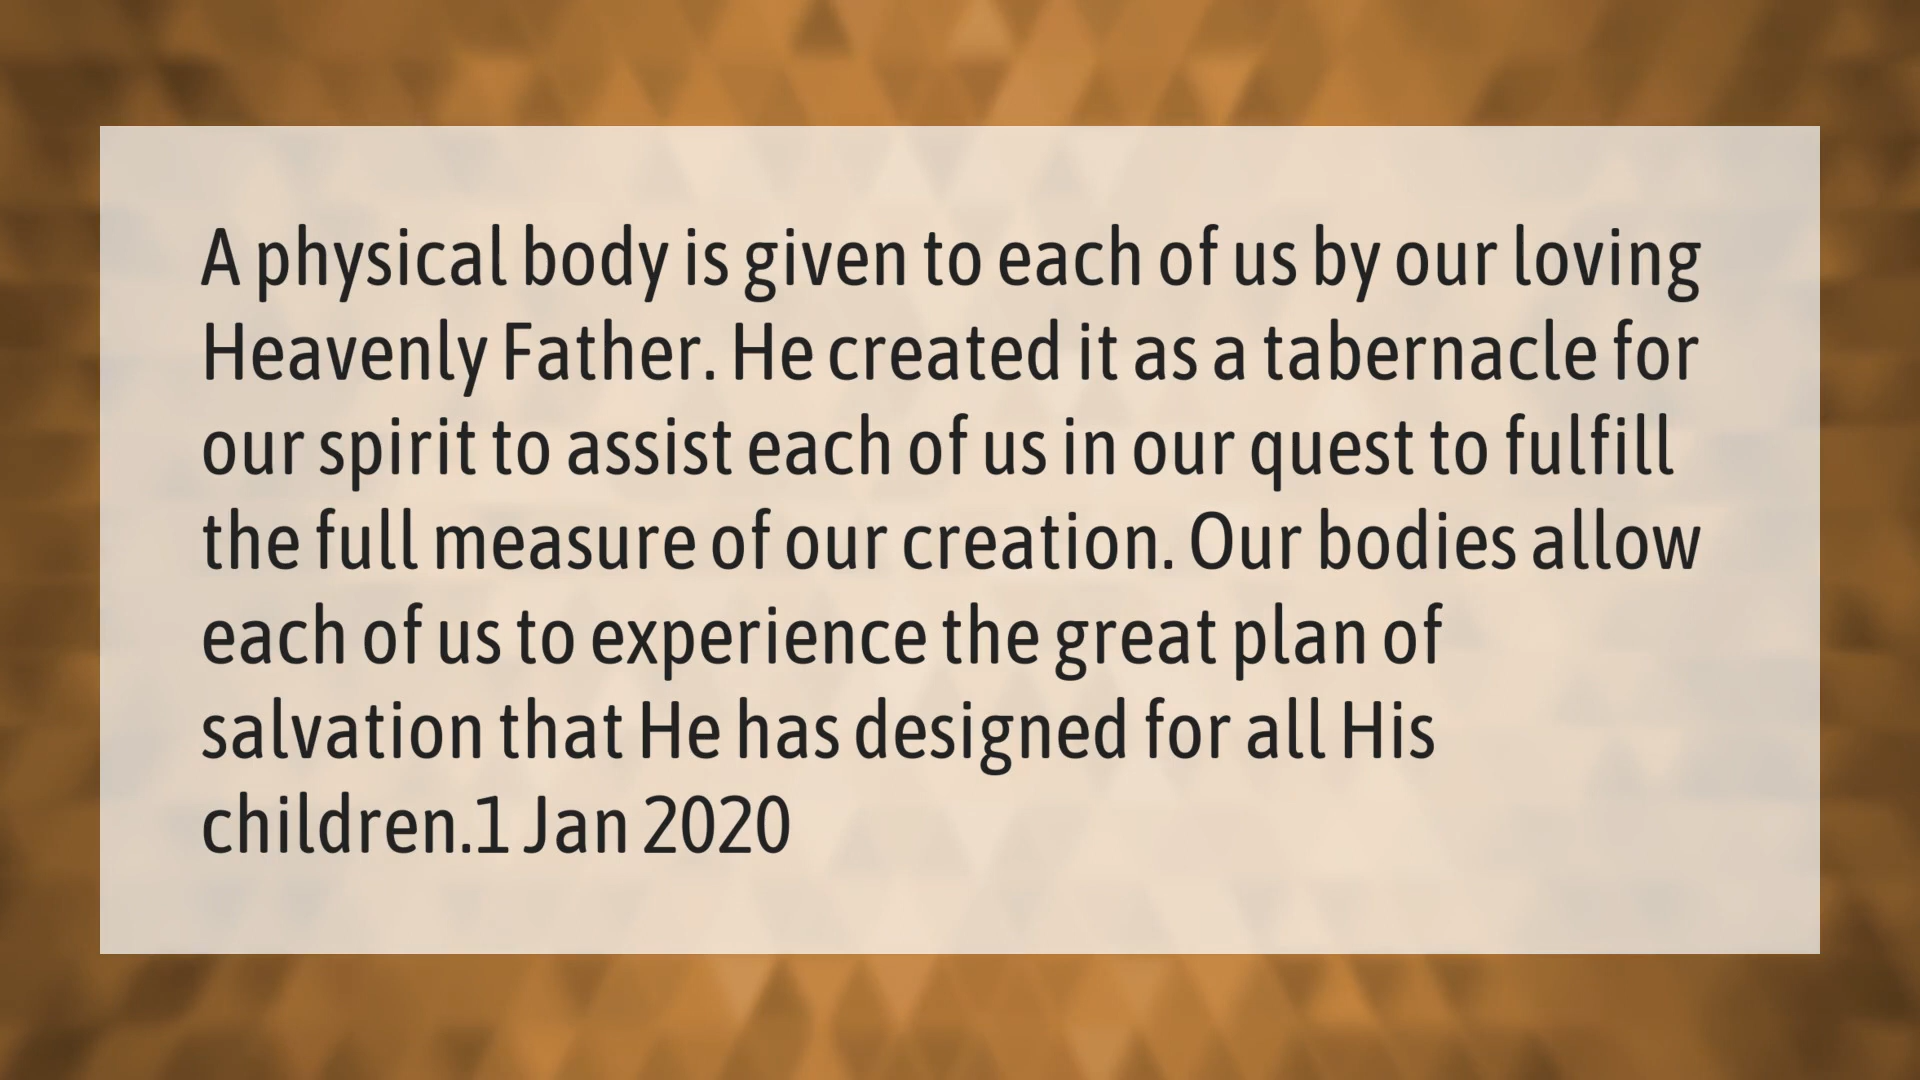 A physical body is given to each of us by our loving
Heavenly Father. He created it as a tabernacle for
our spirit to assist each of us in our quest to fulfill
the full measure of our creation. Our bodies allow
each of us to experience the great plan of
salvation that He has designed for all His
children.1 Jan 2020